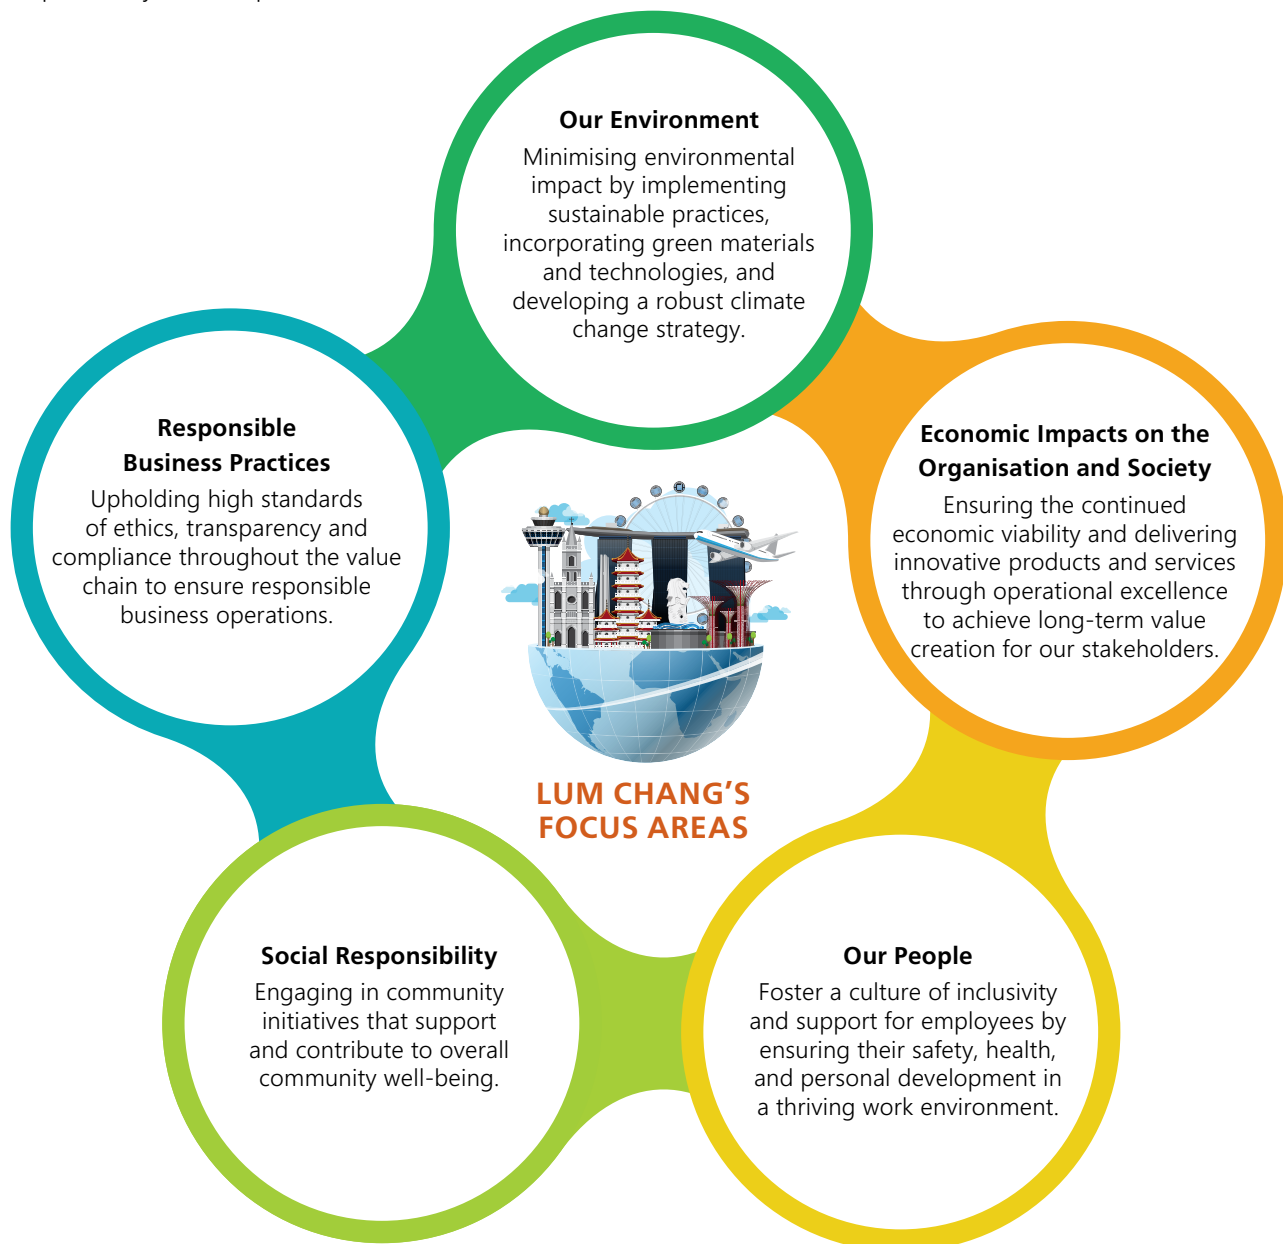 Our Environment
Minimising environmental
impact by implementing
sustainable practices,
incorporating green materials
and technologies, and
developing a robust climate
change strategy.
Responsible
Business Practices
Upholding high standards
of ethics, transparency and
compliance throughout the value
chain to ensure responsible
business operations.
Economic Impacts on the
Organisation and Society
Ensuring the continued
economic viability and delivering
innovative products and services
through operational excellence
to achieve long-term value
creation for our stakeholders.
LUM CHANG'S
FOCUS AREAS
Social Responsibility
Engaging in community
initiatives that support
and contribute to overall
community well-being.
Our People
Foster a culture of inclusivity
and support for employees by
ensuring their safety, health,
and personal development in
a thriving work environment.